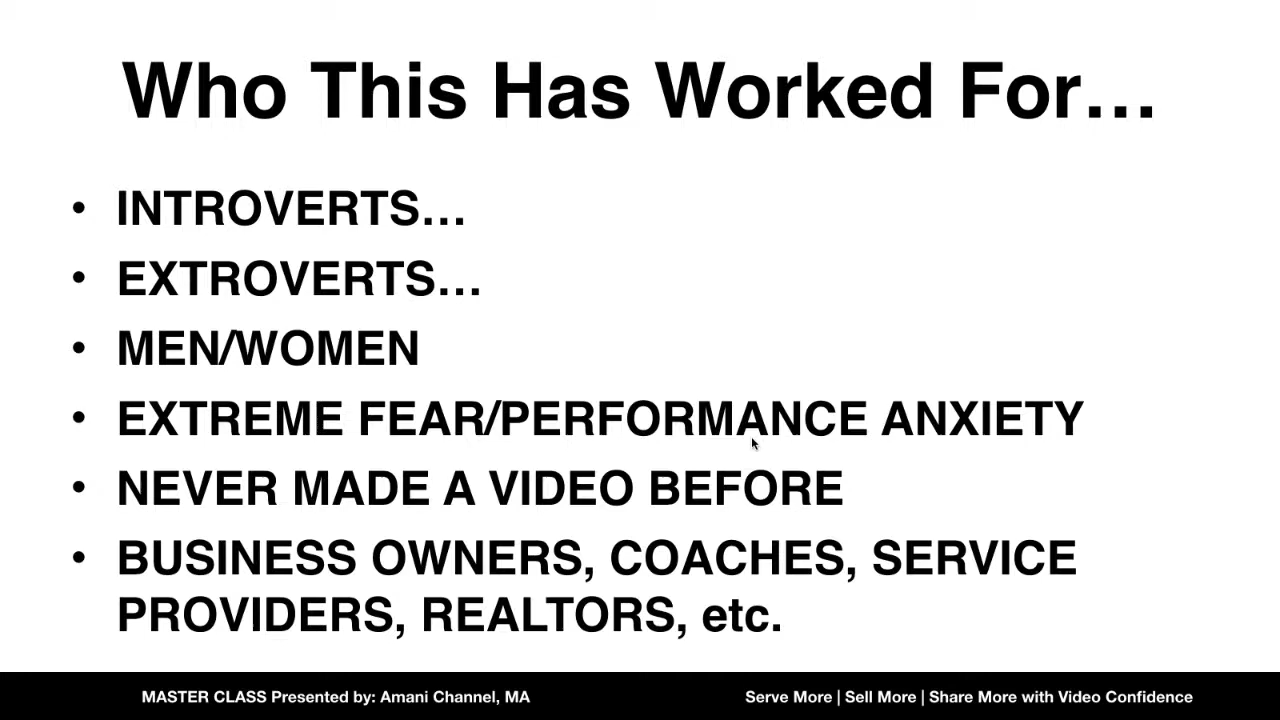 Who This Has Worked For…
• INTROVERTS…
• EXTROVERTS…
• MEN/WOMEN
• EXTREME FEAR/PERFORMANCE ANXIETY
• NEVER MADE A VIDEO BEFORE
• BUSINESS OWNERS, COACHES, SERVICE
PROVIDERS, REALTORS, etc.
MASTER CLASS Presented by: Amani Channel, MA
Serve More | Sell More | Share More with Video Confidence